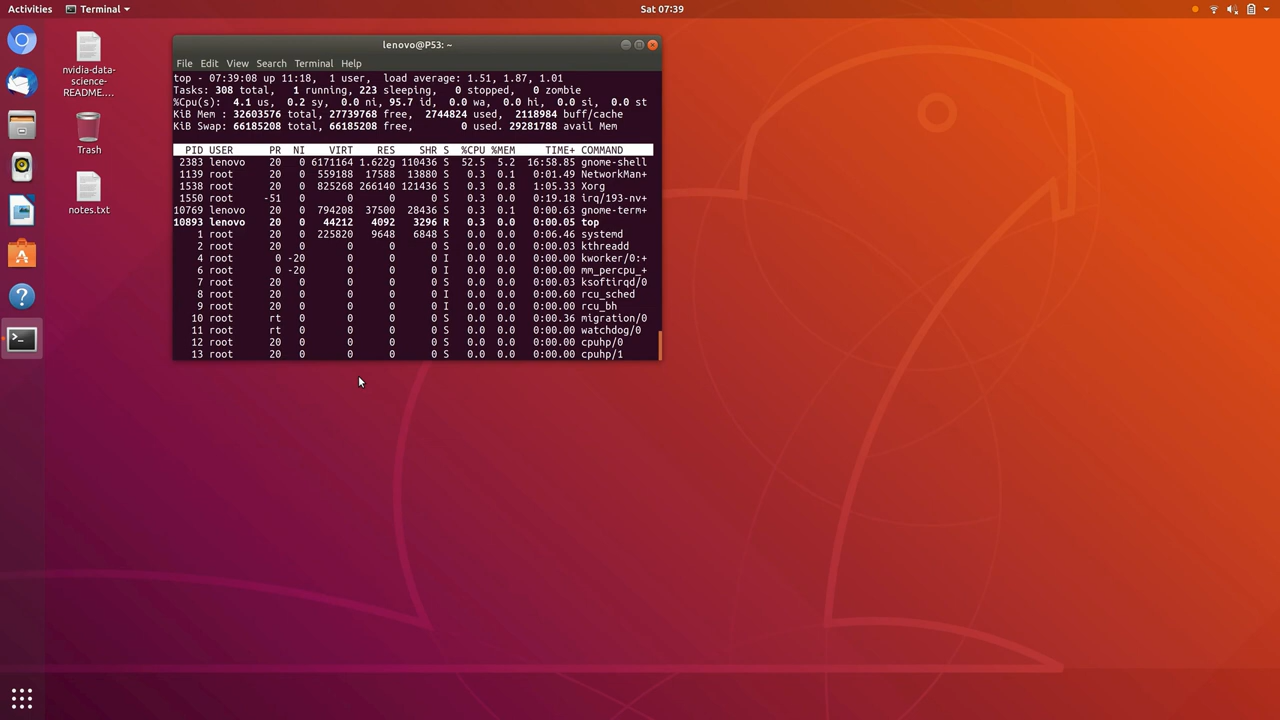 Activities
Terminal
Sat 07:39
nvidia-data-
science-
README....
Trash
notes.txt
lenovo@P53: ~
File Edit View Search Terminal Help
top - 07:39:08 up 11:18, 1 user, load average: 1.51, 1.87, 1.01
Tasks: 308 total, 1 running, 223 sleeping, 0 stopped, 0 zombie
%Cpu(s): 4.1 us, 0.2 sy, 0.0 ni, 95.7 id, 0.0 wa, 0.0 hi, 0.0 si, 0.0 st
KiB Mem : 32603576 total, 27739768 free, 2744824 used, 2118984 buff/cache
KiB Swap: 66185208 total, 66185208 free, 0 used. 29281788 avail Mem
PID USER PR NI VIRT RES SHR S %CPU %MEM TIME+ COMMAND
2383 lenovo 20 0 6171164 1.622g 110436 S 52.5 5.2 16:58.85 gnome-shell
1139 root 20 0 559188 17588 13880 S 0.3 0.1 0:01.49 NetworkMan+
1538 root 20 0 825268 266140 121436 S 0.3 0.8 1:05.33 Xorg
1550 root -51 0 0 0 0 S 0.3 0.0 0:19.18 irq/193-nv+
10769 lenovo 20 0 794208 37500 28436 S 0.3 0.1 0:00.63 gnome-term+
10893 lenovo 20 0 44212 4092 3296 R 0.3 0.0 0:00.05 top
1 root 20 0 225820 9648 6848 S 0.0 0.0 0:06.46 systemd
2 root 20 0 0 0 0 S 0.0 0.0 0:00.03 kthreadd
4 root 0 -20 0 0 0 I 0.0 0.0 0:00.00 kworker/0:+
6 root 0 -20 0 0 0 I 0.0 0.0 0:00.00 mm_percpu_+
7 root 20 0 0 0 0 S 0.0 0.0 0:00.03 ksoftirqd/0
8 root 20 0 0 0 0 I 0.0 0.0 0:00.60 rcu_sched
9 root 20 0 0 0 0 I 0.0 0.0 0:00.00 rcu_bh
10 root rt 0 0 0 0 S 0.0 0.0 0:00.36 migration/0
11 root rt 0 0 0 0 S 0.0 0.0 0:00.00 watchdog/0
12 root 20 0 0 0 0 S 0.0 0.0 0:00.00 cpuhp/0
13 root 20 0 0 0 0 S 0.0 0.0 0:00.00 cpuhp/1